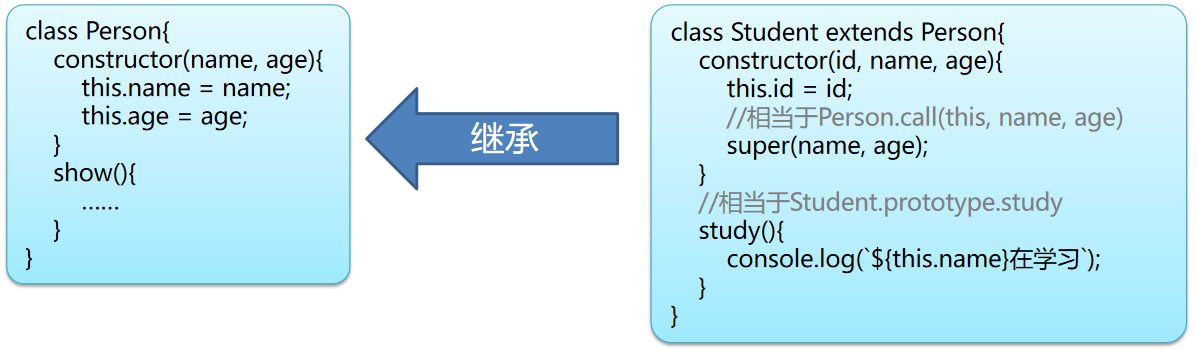 class Person{
constructor(name, age){
this.name = name;
this.age = age;
}
show(){
......
}
}
继承
class Student extends Person{
constructor(id, name, age){
this.id = id;
//相当于Person.call(this, name, age)
super(name, age);
}
//相当于Student.prototype.study
study(){
console.log(`${this.name}在学习`);
}
}